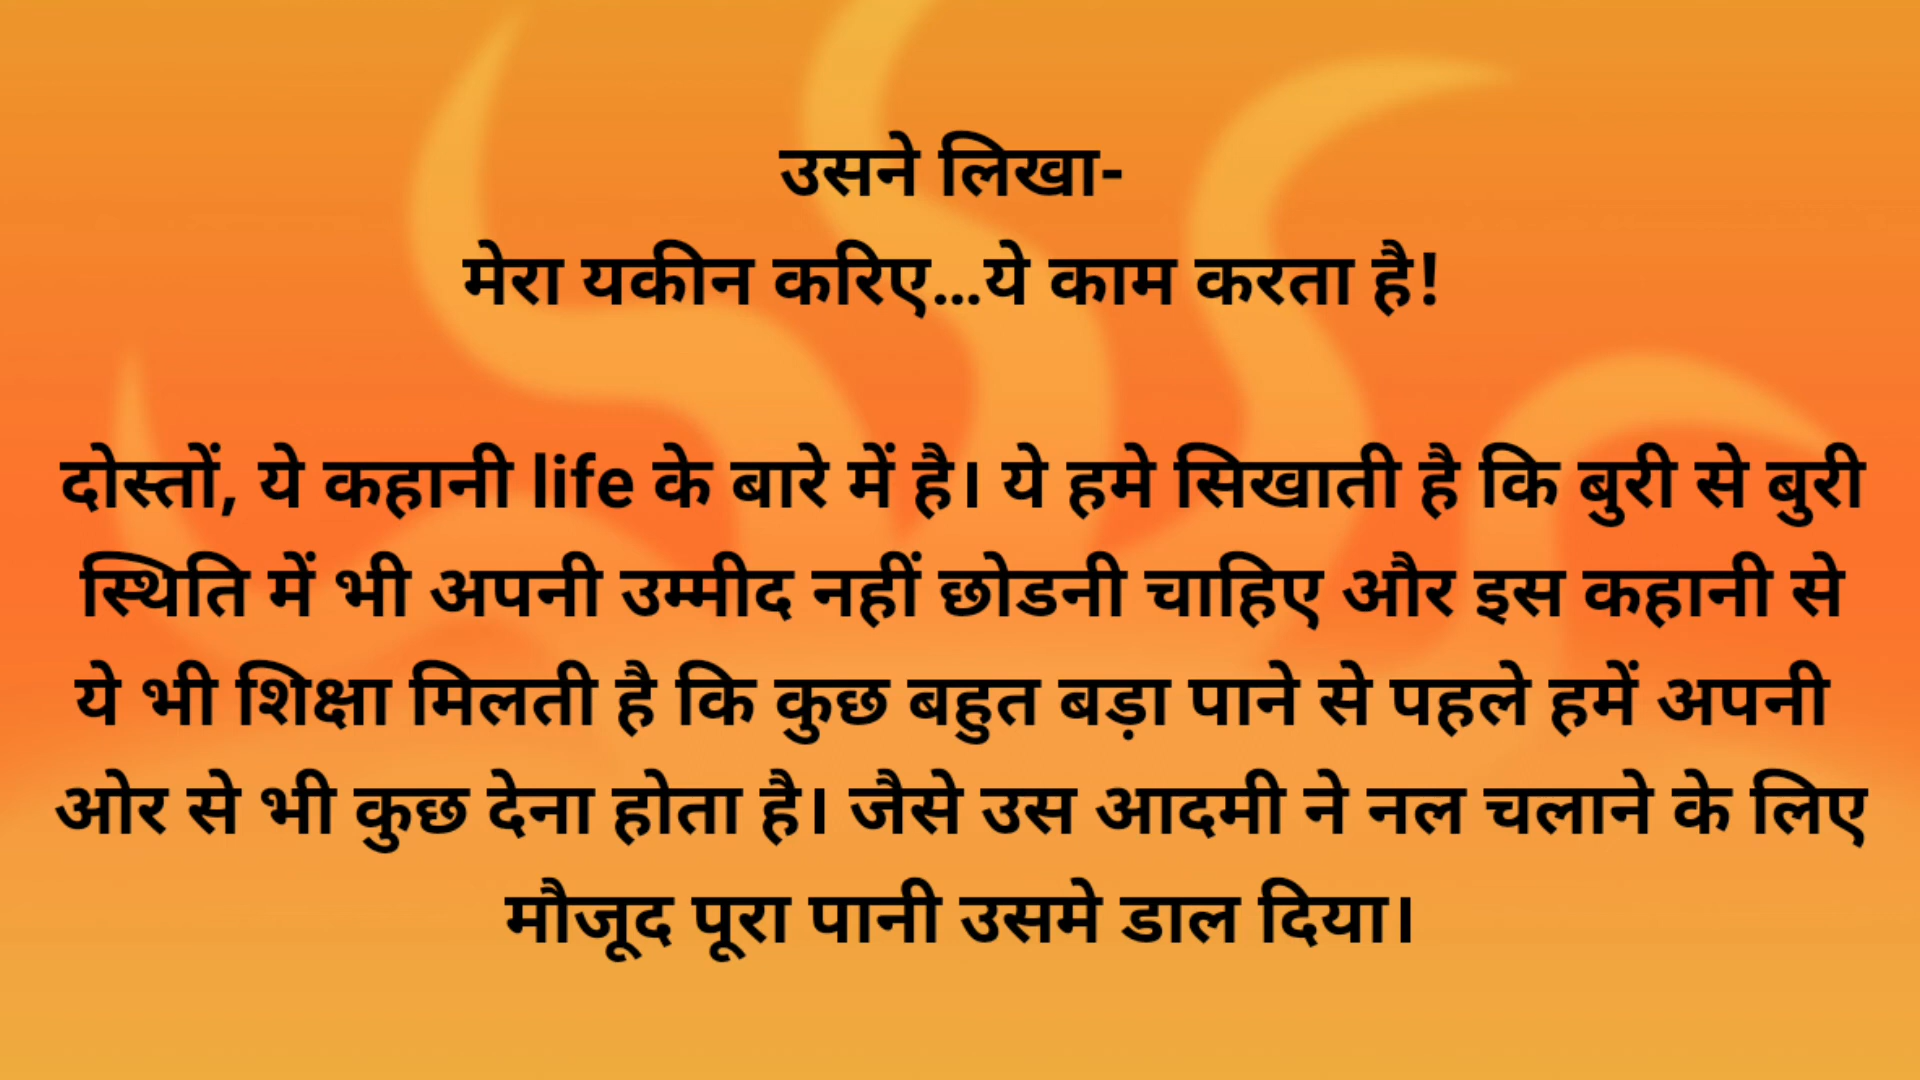 उसने लिखा-
मेरा यकीन करिए...ये काम करता है!
दोस्तों, ये कहानी life के बारे में है। ये हमे सिखाती है कि बुरी से बुरी
स्थिति में भी अपनी उम्मीद नहीं छोडनी चाहिए और इस कहानी से
ये भी शिक्षा मिलती है कि कुछ बहुत बड़ा पाने से पहले हमें अपनी
ओर से भी कुछ देना होता है। जैसे उस आदमी ने नल चलाने के लिए
मौजूद पूरा पानी उसमे डाल दिया।